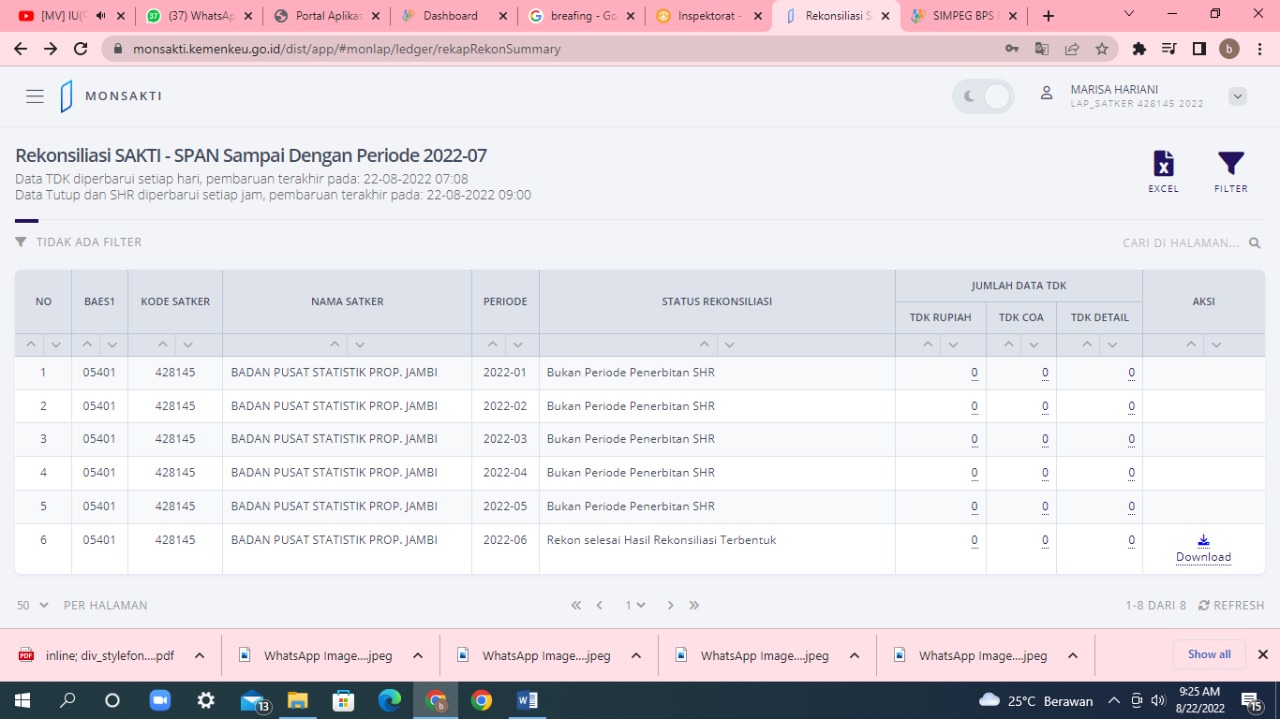 [MV] IU(
(37) WhatsAp
Portal Aplikas
Dashboard
breafing - Go
Inspektorat -
Rekonsiliasi S
SIMPEG BPS
monsakti.kemenkeu.go.id/dist/app/#monlap/ledger/rekapRekonSummary
b
MONSAKTI
MARISA HARIANI
LAP_SATKER 428145 2022
Rekonsiliasi SAKTI - SPAN Sampai Dengan Periode 2022-07
Data TDK diperbarui setiap hari, pembaruan terakhir pada: 22-08-2022 07:03
Data Tutup dan SHR diperbarui setiap jam, pembaruan terakhir pada: 22-08-2022 09:00
EXCEL
FILTER
TIDAK ADA FILTER
CARI DI HALAMAN...
NO BAES1 KODE SATKER NAMA SATKER PERIODE STATUS REKONSILIASI JUMLAH DATA TDK AKSI
TDK RUPIAH TDK COA TDK DETAIL
1 05401 428145 BADAN PUSAT STATISTIK PROP. JAMBI 2022-01 Bukan Periode Penerbitan SHR 0 0 0
2 05401 428145 BADAN PUSAT STATISTIK PROP. JAMBI 2022-02 Bukan Periode Penerbitan SHR 0 0 0
3 05401 428145 BADAN PUSAT STATISTIK PROP. JAMBI 2022-03 Bukan Periode Penerbitan SHR 0 0 0
4 05401 428145 BADAN PUSAT STATISTIK PROP. JAMBI 2022-04 Bukan Periode Penerbitan SHR 0 0 0
5 05401 428145 BADAN PUSAT STATISTIK PROP. JAMBI 2022-05 Bukan Periode Penerbitan SHR 0 0 0
6 05401 428145 BADAN PUSAT STATISTIK PROP. JAMBI 2022-06 Rekon selesai Hasil Rekonsiliasi Terbentuk 0 0 0 Download
50 PER HALAMAN
1
1-8 DARI 8 REFRESH
inline; div_stylefon....pdf
WhatsApp Image....jpeg
WhatsApp Image....jpeg
WhatsApp Image....jpeg
WhatsApp Image....jpeg
Show all
13
25°C Berawan
9:25 AM
8/22/2022
15